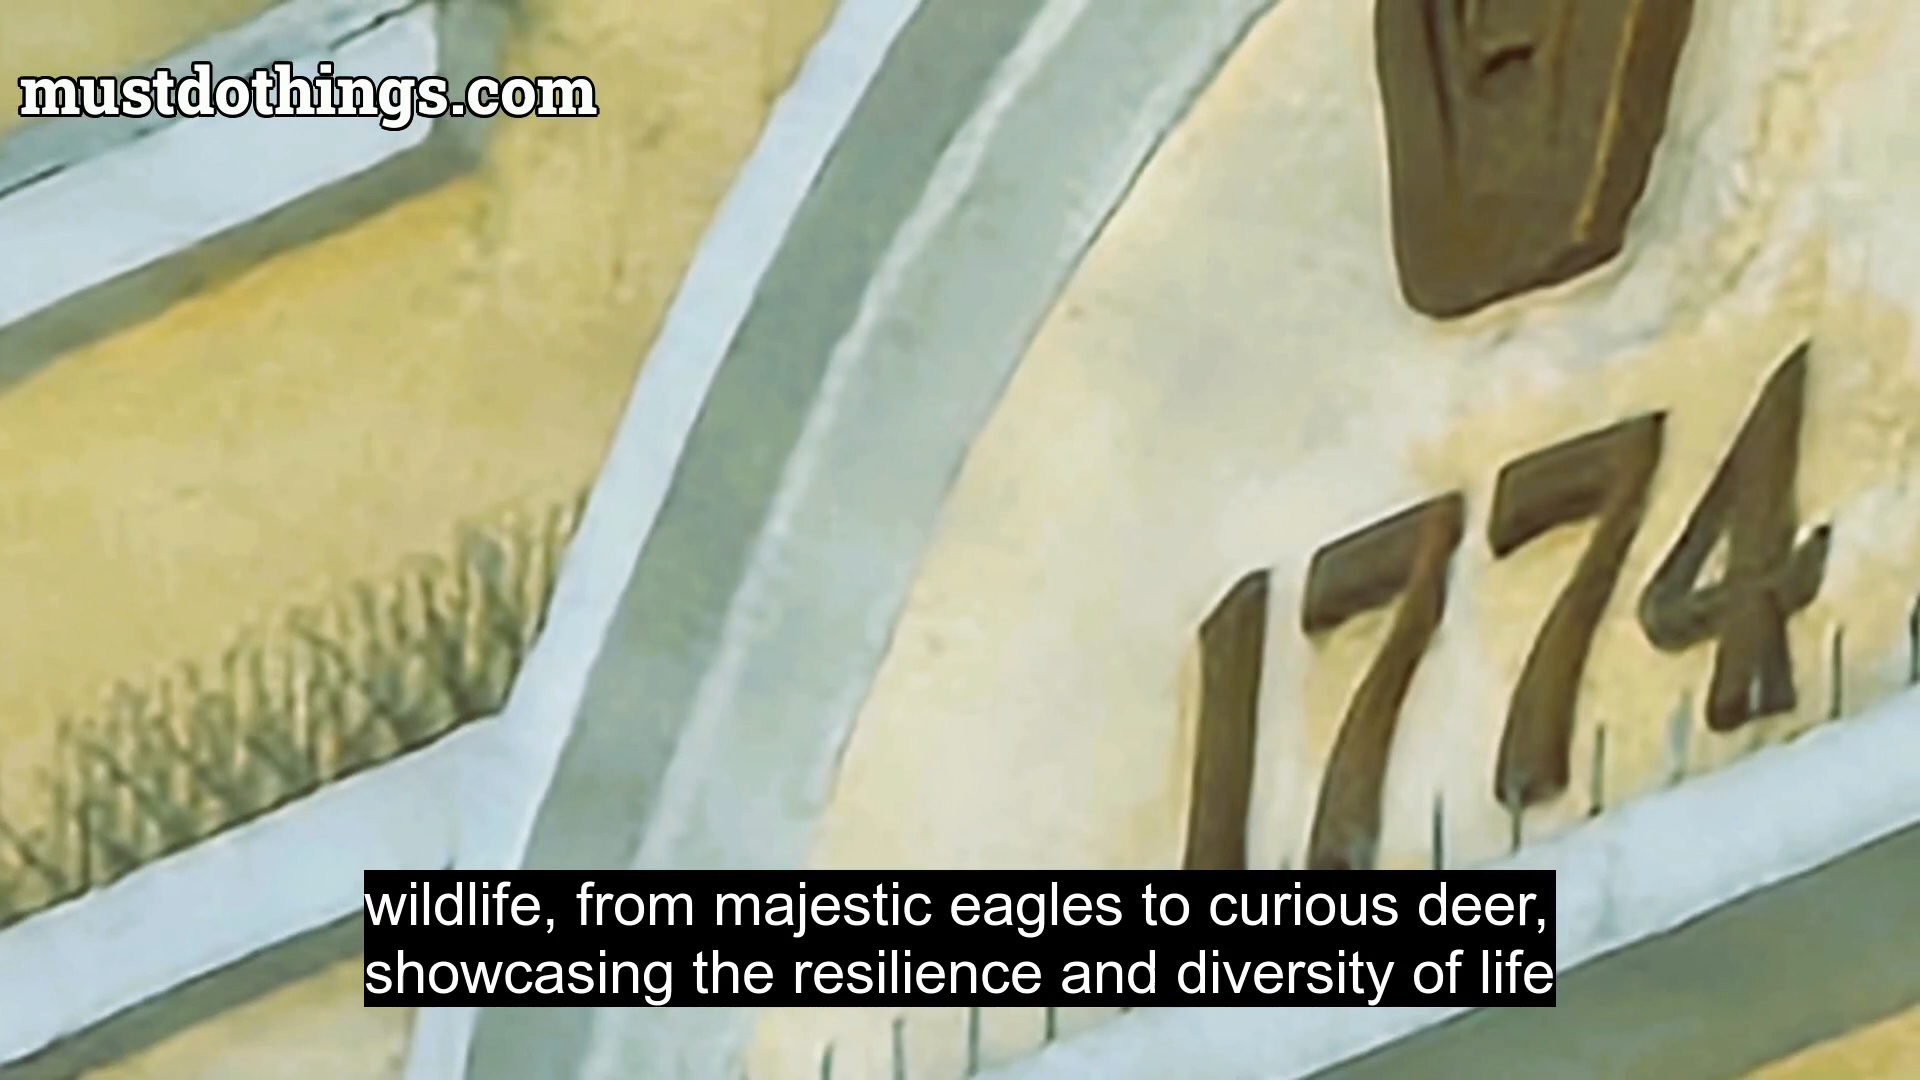 mustdothings.com
1774
wildlife, from majestic eagles to curious deer,
showcasing the resilience and diversity of life